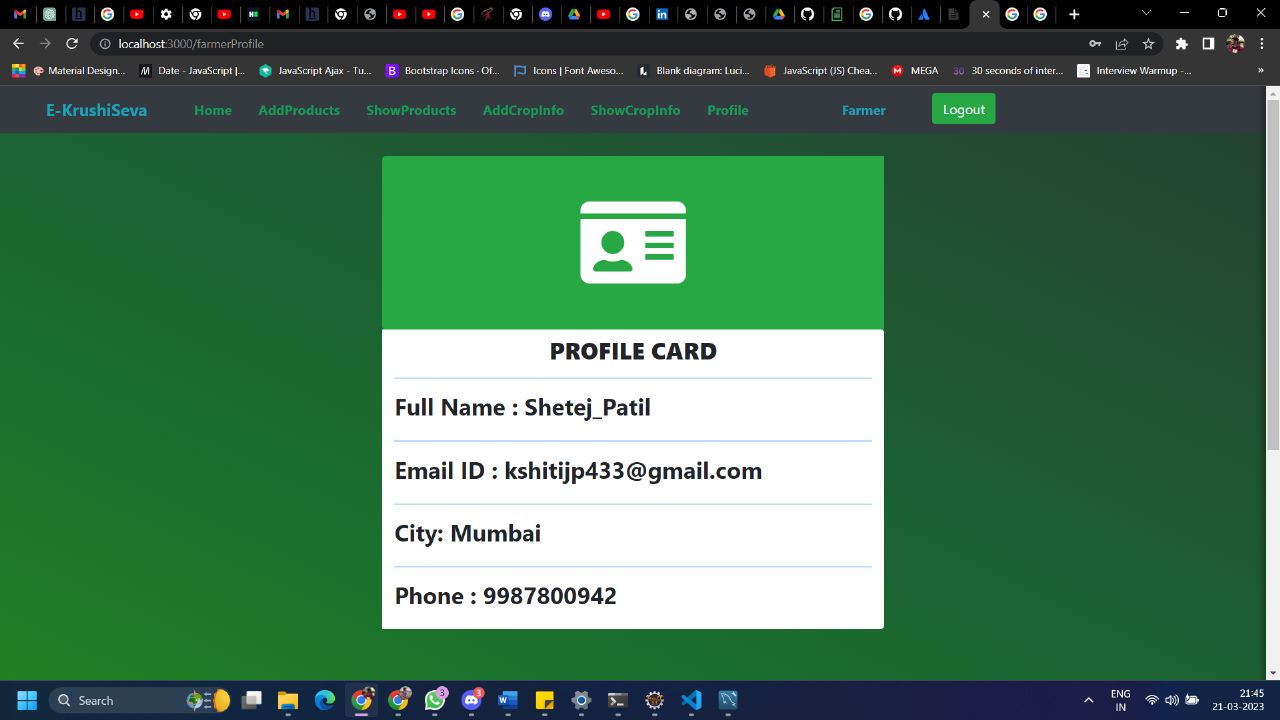 localhost:3000/farmerProfile
Material Design...
Date - JavaScript |...
JavaScript Ajax - Tu...
Bootstrap Icons · Of...
Icons | Font Aweso...
Blank diagram: Luci...
JavaScript (JS) Chea...
MEGA
30 30 seconds of inter...
Interview Warmup -...
»
E-KrushiSeva
Home
AddProducts
ShowProducts
AddCropInfo
ShowCropInfo
Profile
Farmer
Logout
PROFILE CARD
Full Name : Shetej_Patil
Email ID : kshitijp433@gmail.com
City: Mumbai
Phone : 9987800942
Search
3
3
ENG
IN
21:45
21-03-2023